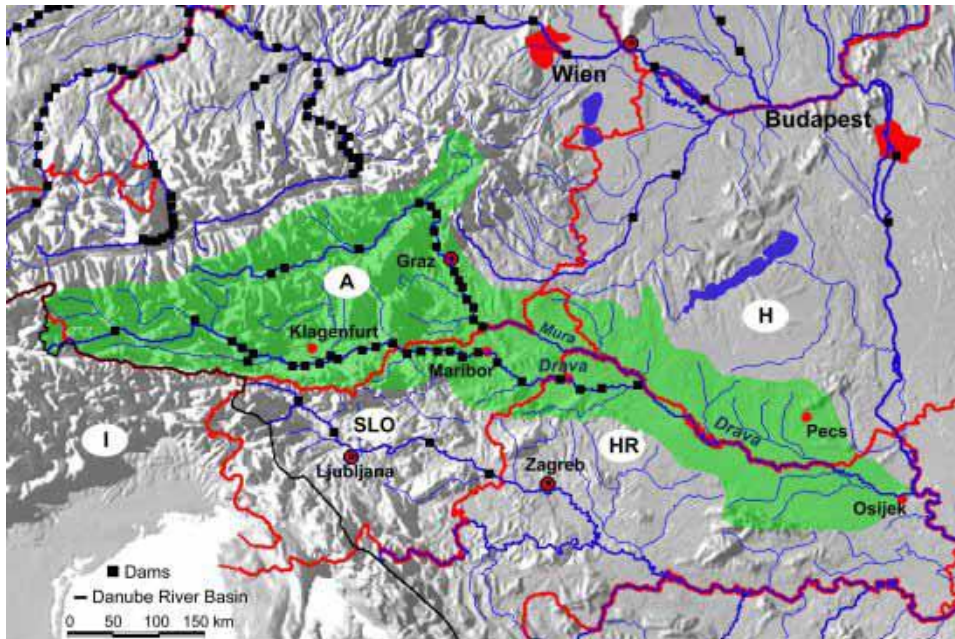 Wien
Budapest
Graz
A
Klagenfurt
Mura
H
Maribor
Drava
Drava
Pecs
SLO
HR
I
Ljubljana
Zagreb
Osijek
Dams
Danube River Basin
0 50 100 150 km